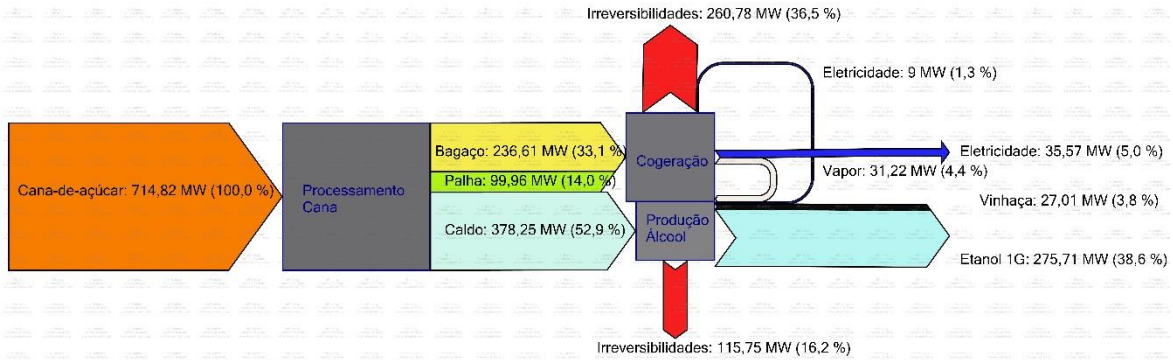 Irreversibilidades: 260,78 MW (36,5 %)
Eletricidade: 9 MW (1,3 %)
Bagaço: 236,61 MW (33,1 %)
Cogeração
Eletricidade: 35,57 MW (5,0 %)
Vapor: 31,22 MW (4,4 %)
Cana-de-açúcar: 714,82 MW (100,0 %)
Processamento
Cana
Palha: 99,96 MW (14,0 %)
Vinhaça: 27,01 MW (3,8 %)
Caldo: 378,25 MW (52,9 %)
Produção
Álcool
Etanol 1G: 275,71 MW (38,6 %)
Irreversibilidades: 115,75 MW (16,2 %)